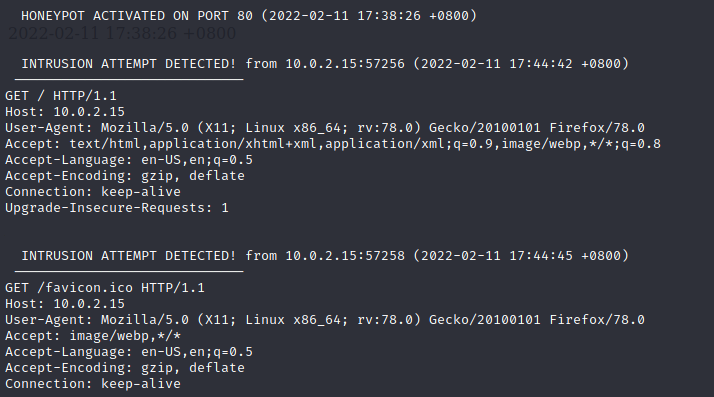 HONEYPOT ACTIVATED ON PORT 80 (2022-02-11 17:38:26 +0800)
2022-02-11 17:38:26 +0800
INTRUSION ATTEMPT DETECTED! from 10.0.2.15:57256 (2022-02-11 17:44:42 +0800)
GET / HTTP/1.1
Host: 10.0.2.15
User-Agent: Mozilla/5.0 (X11; Linux x86_64; rv:78.0) Gecko/20100101 Firefox/78.0
Accept: text/html,application/xhtml+xml,application/xml;q=0.9,image/webp,*/*;q=0.8
Accept-Language: en-US,en;q=0.5
Accept-Encoding: gzip, deflate
Connection: keep-alive
Upgrade-Insecure-Requests: 1
INTRUSION ATTEMPT DETECTED! from 10.0.2.15:57258 (2022-02-11 17:44:45 +0800)
GET /favicon.ico HTTP/1.1
Host: 10.0.2.15
User-Agent: Mozilla/5.0 (X11; Linux x86_64; rv:78.0) Gecko/20100101 Firefox/78.0
Accept: image/webp,*/*
Accept-Language: en-US,en;q=0.5
Accept-Encoding: gzip, deflate
Connection: keep-alive